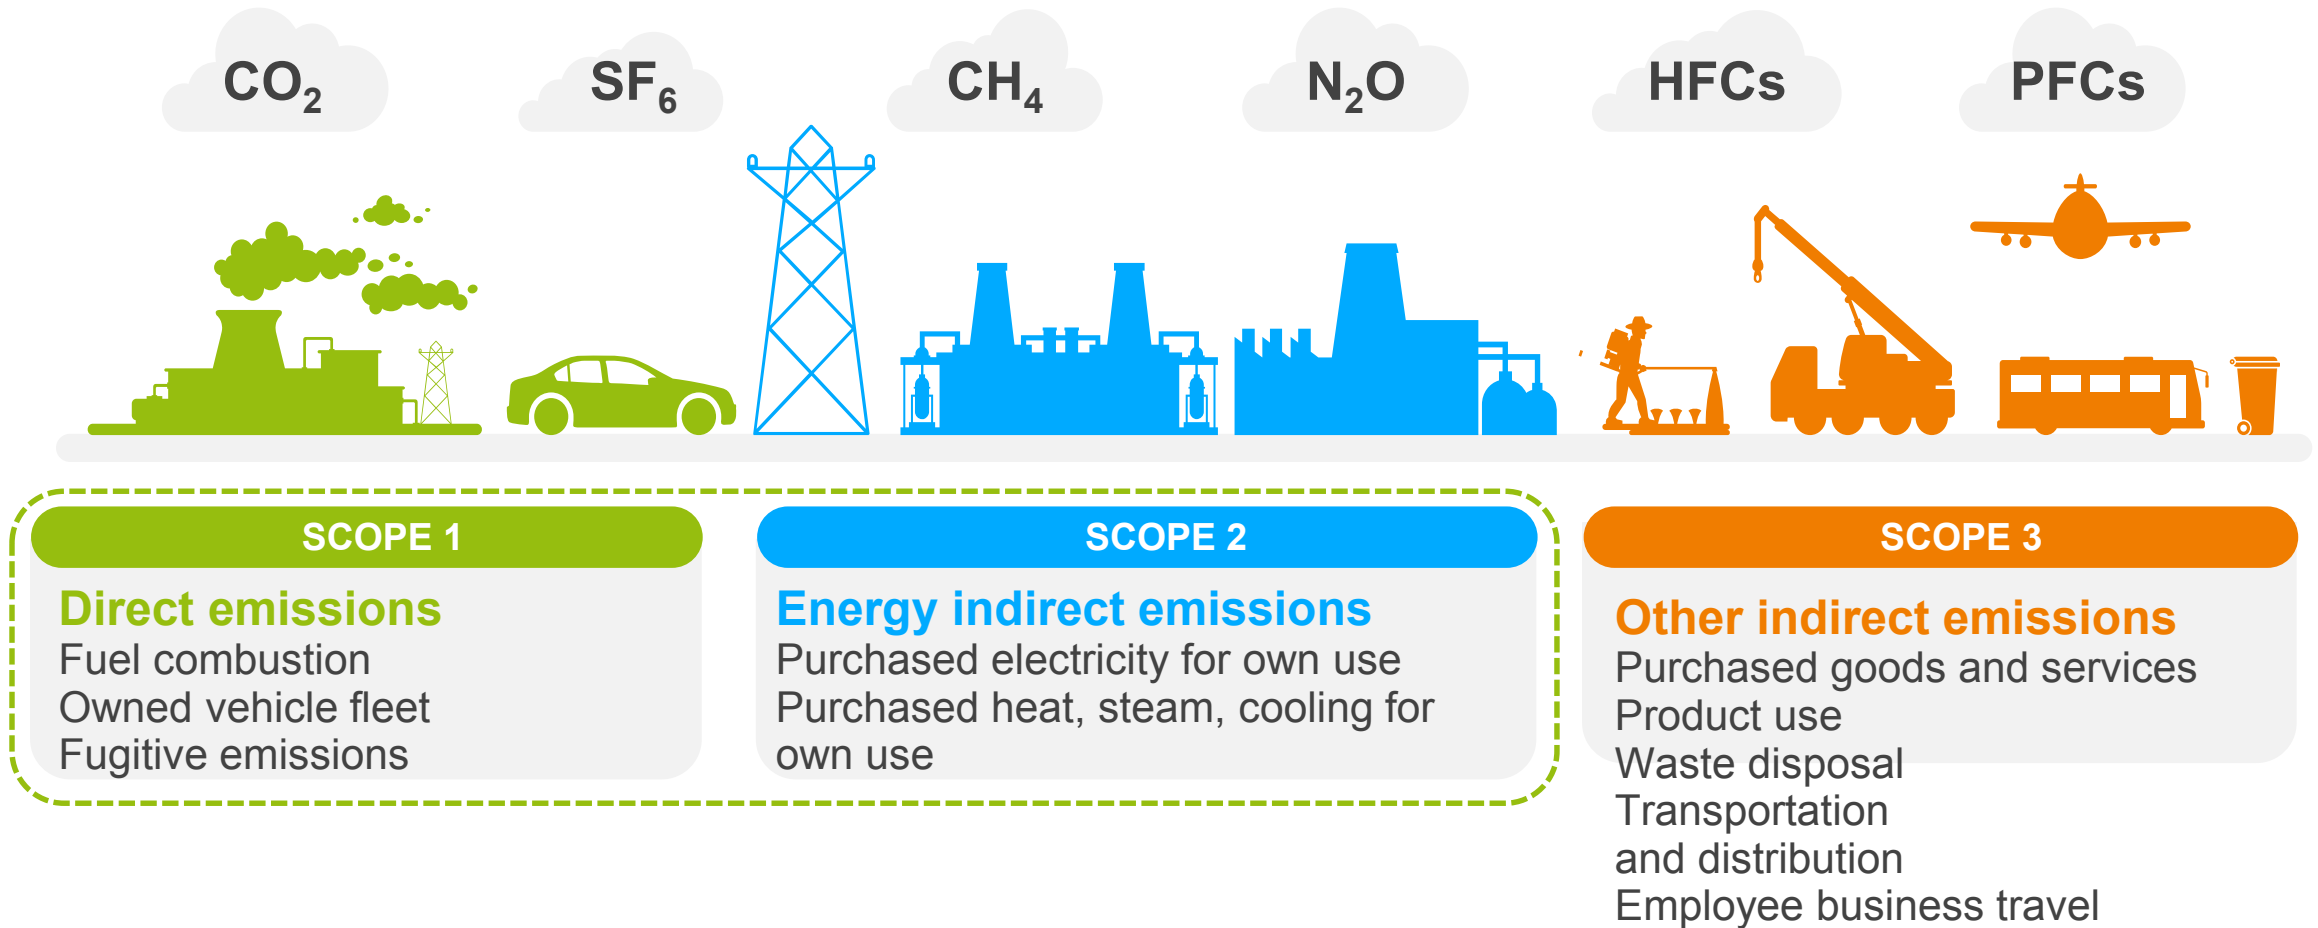 CO₂
SF₆
CH₄
N₂O
HFCs
PFCs
SCOPE 1
Direct emissions
Fuel combustion
Owned vehicle fleet
Fugitive emissions
SCOPE 2
Energy indirect emissions
Purchased electricity for own use
Purchased heat, steam, cooling for
own use
SCOPE 3
Other indirect emissions
Purchased goods and services
Product use
Waste disposal
Transportation
and distribution
Employee business travel